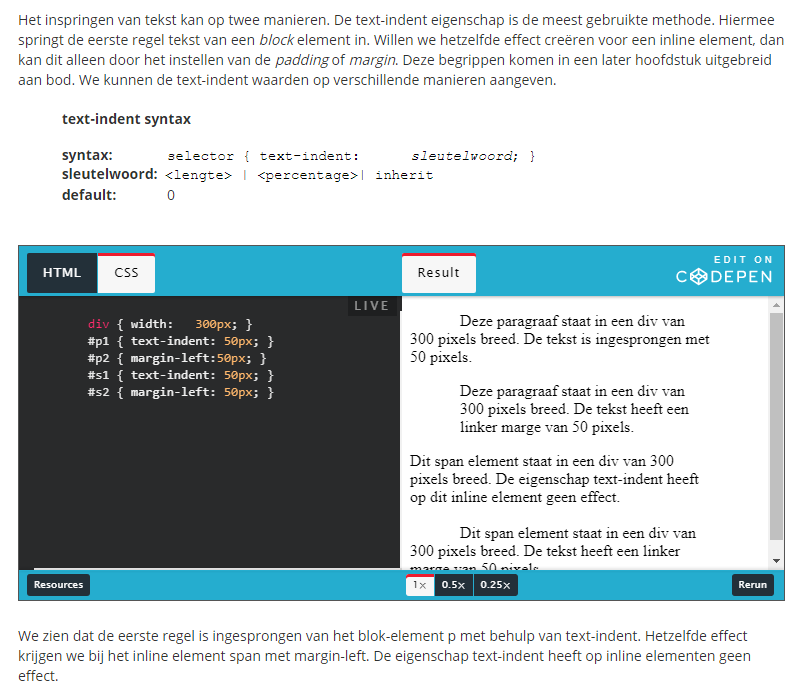 Het inspringen van tekst kan op twee manieren. De text-indent eigenschap is de meest gebruikte methode. Hiermee
springt de eerste regel tekst van een block element in. Willen we hetzelfde effect creëren voor een inline element, dan
kan dit alleen door het instellen van de padding of margin. Deze begrippen komen in een later hoofdstuk uitgebreid
aan bod. We kunnen de text-indent waarden op verschillende manieren aangeven.
text-indent syntax
syntax: selector { text-indent: sleutelwoord; }
sleutelwoord: <lengte> | <percentage>| inherit
default: 0
HTML CSS Result EDIT ON
CODEPEN
LIVE
div { width: 300px; }
#p1 { text-indent: 50px; }
#p2 { margin-left:50px; }
#s1 { text-indent: 50px; }
#s2 { margin-left: 50px; }
Deze paragraaf staat in een div van
300 pixels breed. De tekst is ingesprongen met
50 pixels.
Deze paragraaf staat in een div van
300 pixels breed. De tekst heeft een
linker marge van 50 pixels.
Dit span element staat in een div van 300
pixels breed. De eigenschap text-indent heeft
op dit inline element geen effect.
Dit span element staat in een div van
300 pixels breed. De tekst heeft een linker
marge van 50 pixels
Resources 1x 0.5x 0.25x Rerun
We zien dat de eerste regel is ingesprongen van het blok-element p met behulp van text-indent. Hetzelfde effect
krijgen we bij het inline element span met margin-left. De eigenschap text-indent heeft op inline elementen geen
effect.